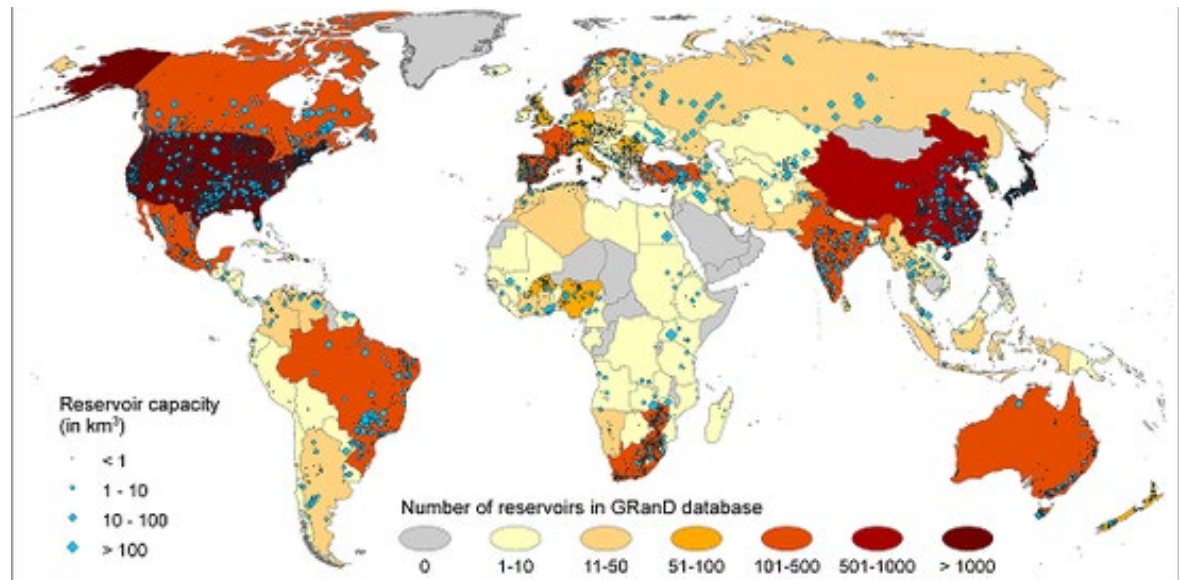 Reservoir capacity
(in km³)
< 1
1 - 10
10 - 100
> 100
Number of reservoirs in GRanD database
0 1-10 11-50 51-100 101-500 501-1000 > 1000